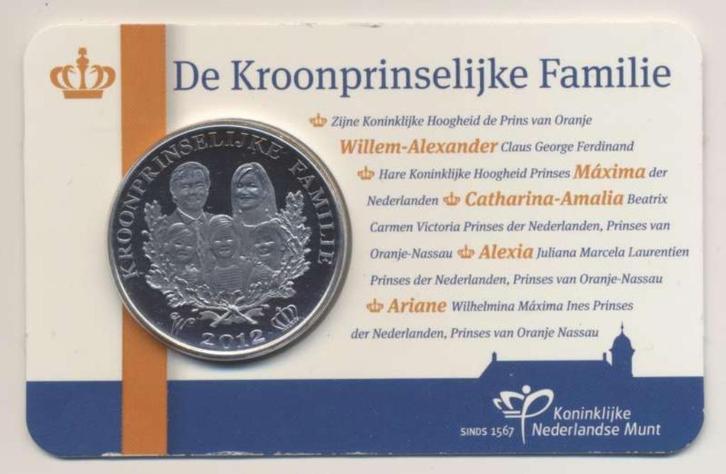 De Kroonprinselijke Familie
Zijne Koninklijke Hoogheid de Prins van Oranje
Willem-Alexander Claus George Ferdinand
Hare Koninklijke Hoogheid Prinses Máxima der
Nederlanden Catharina-Amalia Beatrix
Carmen Victoria Prinses der Nederlanden, Prinses van
Oranje-Nassau Alexia Juliana Marcela Laurentien
Prinses der Nederlanden, Prinses van Oranje-Nassau
Ariane Wilhelmina Máxima Ines Prinses
der Nederlanden, Prinses van Oranje Nassau
KROONPRINSELIJKE FAMILIE
2012
SINDS 1567
Koninklijke
Nederlandse Munt